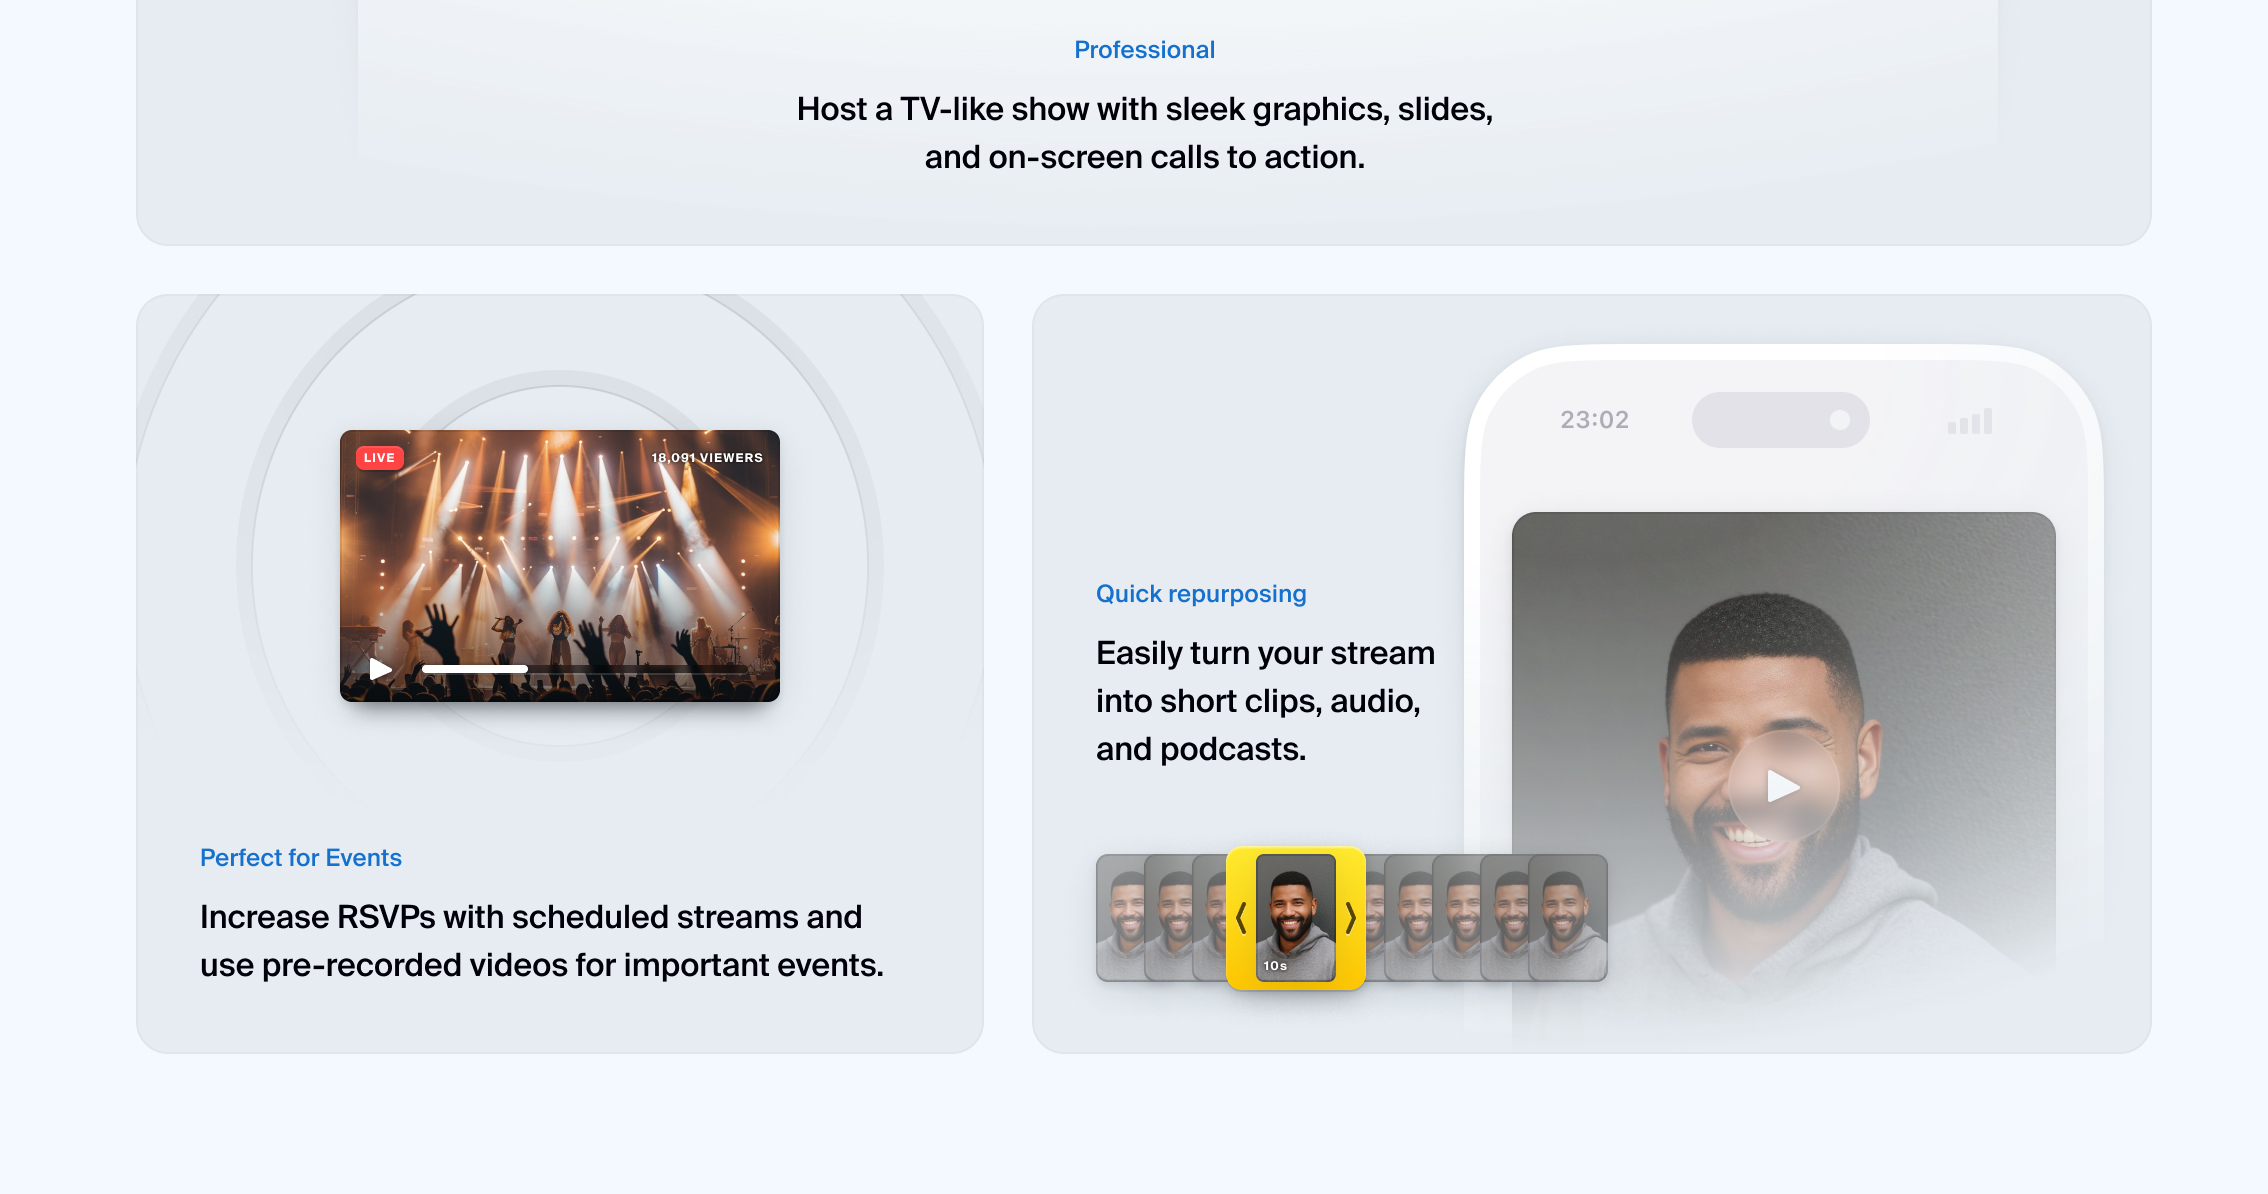 Professional
Host a TV-like show with sleek graphics, slides,
and on-screen calls to action.
LIVE
18,091 VIEWERS
Perfect for Events
Increase RSVPs with scheduled streams and
use pre-recorded videos for important events.
23:02
Quick repurposing
Easily turn your stream
into short clips, audio,
and podcasts.
10s